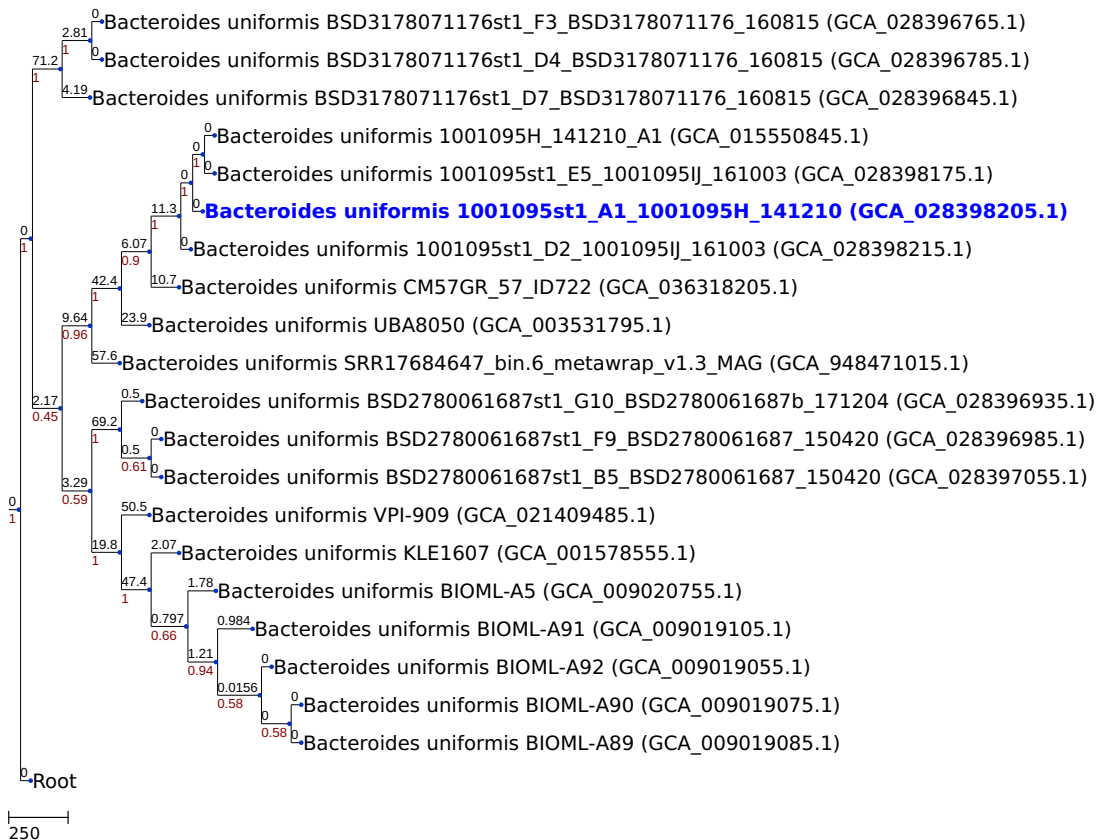 0
Bacteroides uniformis BSD3178071176st1_F3_BSD3178071176_160815 (GCA_028396765.1)
2.81
1
0
Bacteroides uniformis BSD3178071176st1_D4_BSD3178071176_160815 (GCA_028396785.1)
71.2
1
4.19
Bacteroides uniformis BSD3178071176st1_D7_BSD3178071176_160815 (GCA_028396845.1)
0
Bacteroides uniformis 1001095H_141210_A1 (GCA_015550845.1)
0
1
0
Bacteroides uniformis 1001095st1_E5_1001095IJ_161003 (GCA_028398175.1)
0
1
0
Bacteroides uniformis 1001095st1_A1_1001095H_141210 (GCA_028398205.1)
11.3
1
0
Bacteroides uniformis 1001095st1_D2_1001095IJ_161003 (GCA_028398215.1)
0
1
6.07
0.9
10.7
Bacteroides uniformis CM57GR_57_ID722 (GCA_036318205.1)
42.4
1
23.9
Bacteroides uniformis UBA8050 (GCA_003531795.1)
9.64
0.96
57.6
Bacteroides uniformis SRR17684647_bin.6_metawrap_v1.3_MAG (GCA_948471015.1)
2.17
0.45
0.5
Bacteroides uniformis BSD2780061687st1_G10_BSD2780061687b_171204 (GCA_028396935.1)
69.2
1
0
Bacteroides uniformis BSD2780061687st1_F9_BSD2780061687_150420 (GCA_028396985.1)
0.5
0.61
0
Bacteroides uniformis BSD2780061687st1_B5_BSD2780061687_150420 (GCA_028397055.1)
3.29
0.59
0
1
50.5
Bacteroides uniformis VPI-909 (GCA_021409485.1)
19.8
1
2.07
Bacteroides uniformis KLE1607 (GCA_001578555.1)
47.4
1
1.78
Bacteroides uniformis BIOML-A5 (GCA_009020755.1)
0.797
0.66
0.984
Bacteroides uniformis BIOML-A91 (GCA_009019105.1)
1.21
0.94
0
Bacteroides uniformis BIOML-A92 (GCA_009019055.1)
0.0156
0.58
0
Bacteroides uniformis BIOML-A90 (GCA_009019075.1)
0
0.58
0
Bacteroides uniformis BIOML-A89 (GCA_009019085.1)
0
Root
250